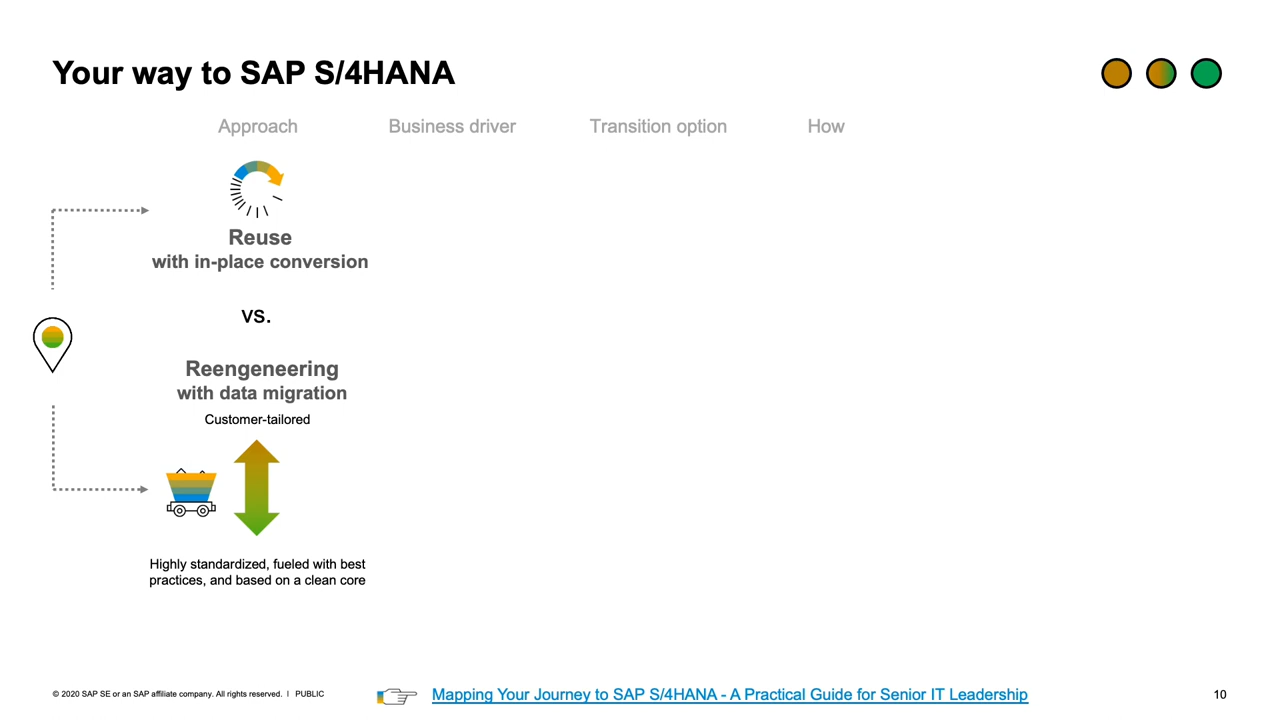 Your way to SAP S/4HANA
Approach
Business driver
Transition option
How
Reuse
with in-place conversion
VS.
Reengeneering
with data migration
Customer-tailored
Highly standardized, fueled with best
practices, and based on a clean core
© 2020 SAP SE or an SAP affiliate company. All rights reserved. | PUBLIC
Mapping Your Journey to SAP S/4HANA - A Practical Guide for Senior IT Leadership
10